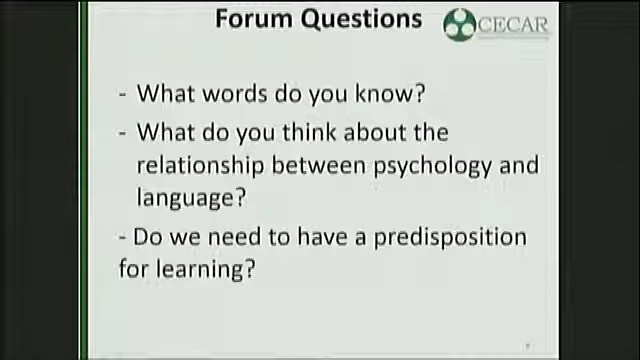 Forum Questions
CECAR
- What words do you know?
- What do you think about the
relationship between psychology and
language?
- Do we need to have a predisposition
for learning?